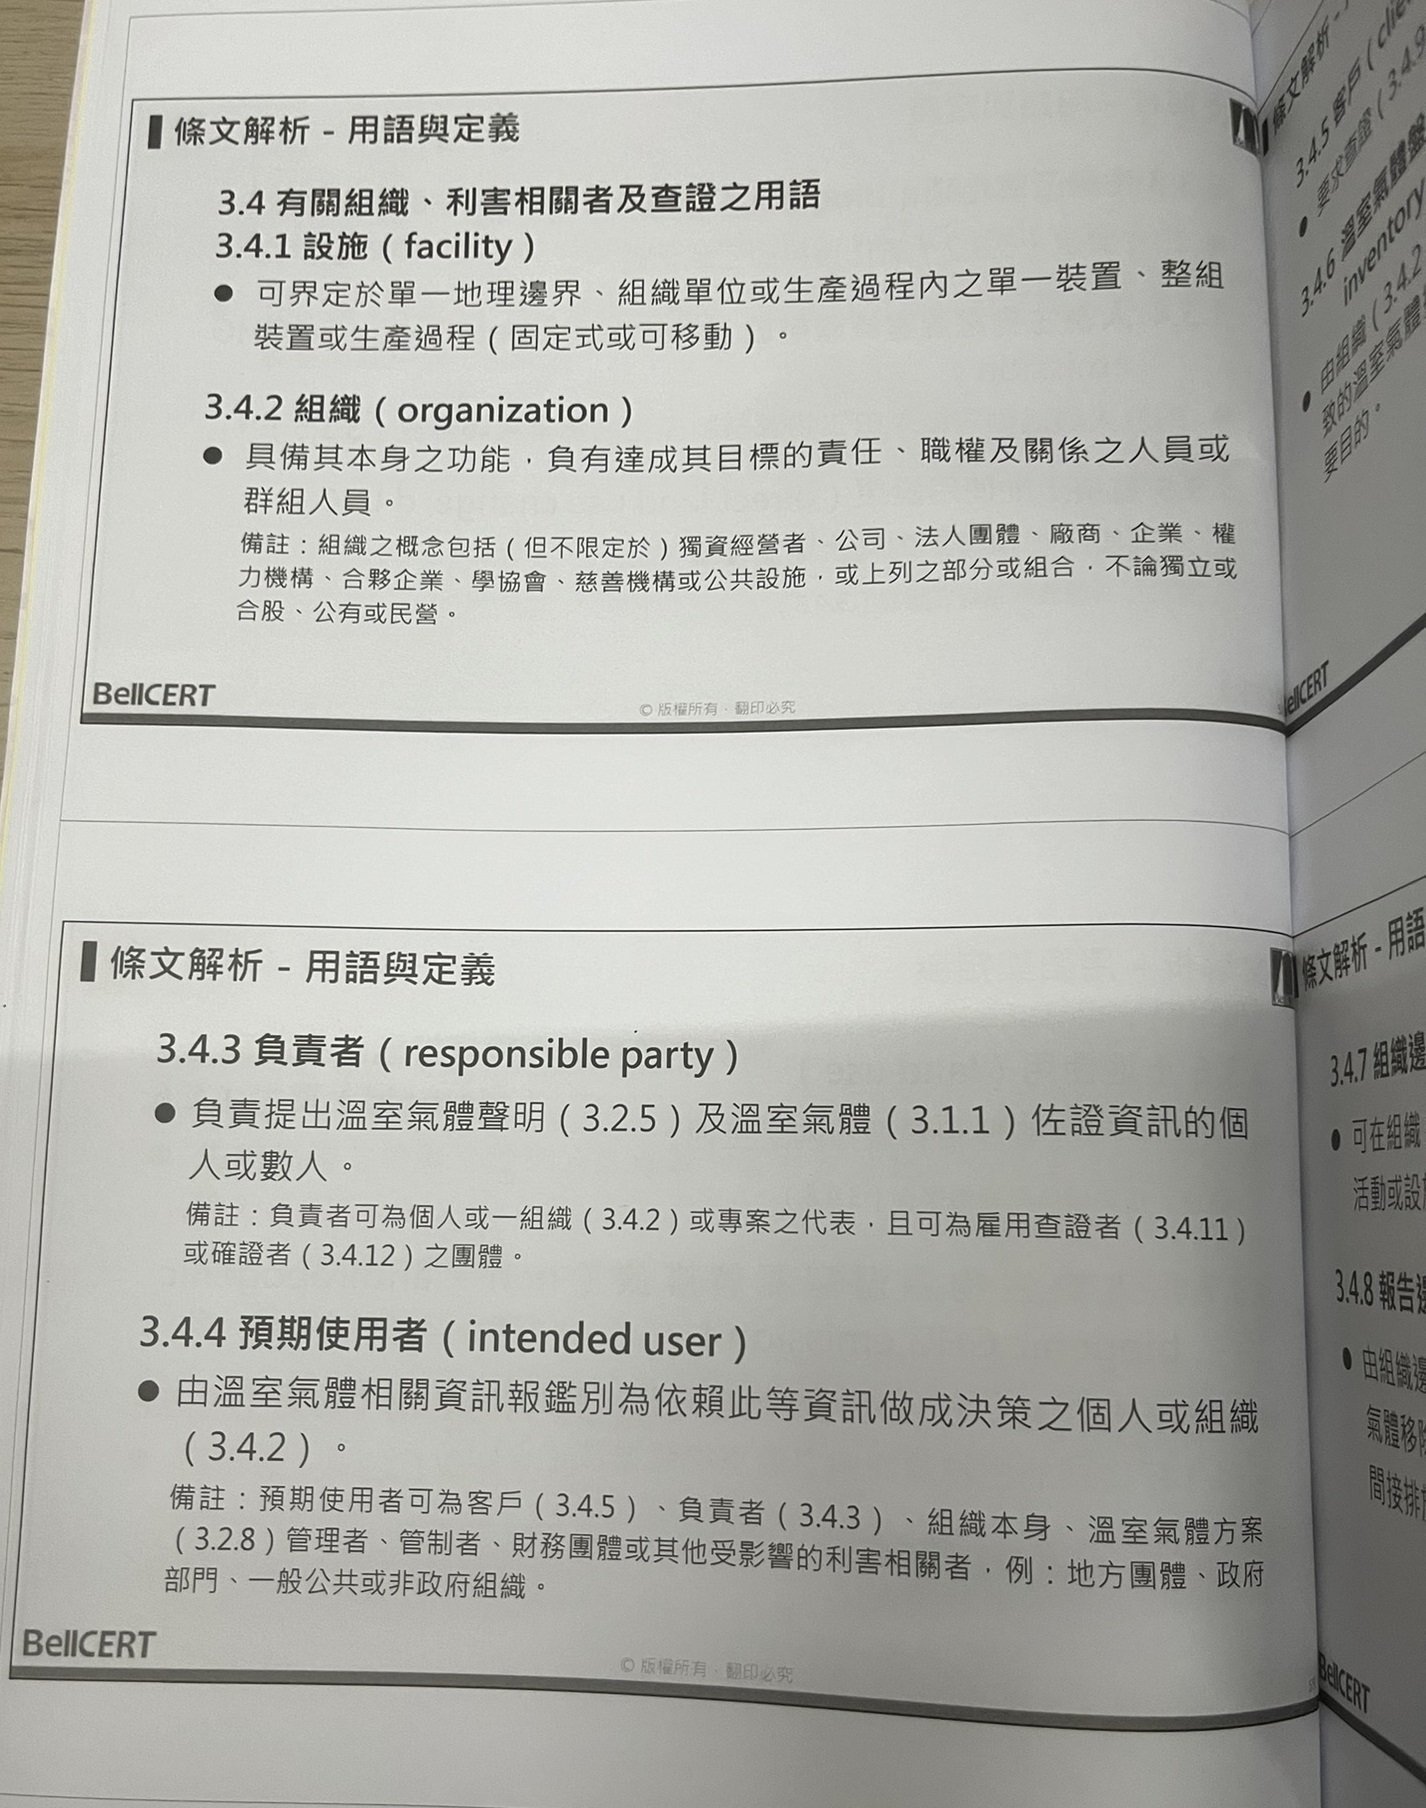 條文解析 - 用語與定義
3.4 有關組織、利害相關者及查證之用語
3.4.1 設施（facility）
● 可界定於單一地理邊界、組織單位或生產過程內之單一裝置、整組
裝置或生產過程（固定式或可移動）。
3.4.2 組織（organization）
● 具備其本身之功能，負有達成其目標的責任、職權及關係之人員或
群組人員。
備註：組織之概念包括（但不限定於）獨資經營者、公司、法人團體、廠商、企業、權
力機構、合夥企業、學協會、慈善機構或公共設施，或上列之部分或組合，不論獨立或
合股、公有或民營。
BellCERT
© 版權所有，翻印必究
條文解析 - 用語與定義
3.4.3 負責者（responsible party）
● 負責提出溫室氣體聲明（3.2.5）及溫室氣體（3.1.1）佐證資訊的個
人或數人。
備註：負責者可為個人或一組織（3.4.2）或專案之代表，且可為雇用查證者（3.4.11）
或確證者（3.4.12）之團體。
3.4.4 預期使用者（intended user）
● 由溫室氣體相關資訊報鑑別為依賴此等資訊做成決策之個人或組織
（3.4.2）。
備註：預期使用者可為客戶（3.4.5）、負責者（3.4.3）、組織本身、溫室氣體方案
（3.2.8）管理者、管制者、財務團體或其他受影響的利害相關者，例：地方團體、政府
部門、一般公共或非政府組織。
BellCERT
© 版權所有，翻印必究
條文解析 -
3.4.5 客戶（clie
● 要求查證（3.4.9
3.4.6 溫室氣體盤
inventory
● 由組織（3.4.2
致的溫室氣體
要目的。
BellCERT
條文解析 - 用語
3.4.7 組織邊
● 可在組織
活動或設
3.4.8 報告邊
● 由組織邊
氣體移除
間接排
BellCERT